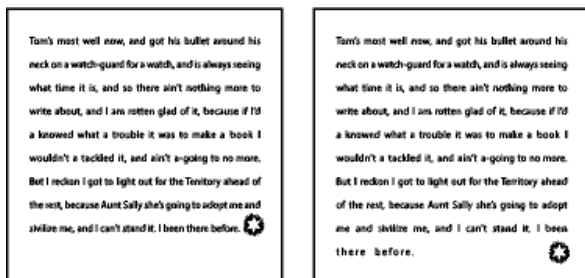 Tom's most well now, and got his bullet around his
neck on a watch-guard for a watch, and is always seeing
what time it is, and so there ain't nothing more to
write about, and I am rotten glad of it, because if I'd
a knowed what a trouble it was to make a book I
wouldn't a tackled it, and ain't a-going to no more.
But I reckon I got to light out for the Territory ahead of
the rest, because Aunt Sally she's going to adopt me and
sivilize me, and I can't stand it. I been there before.
Tom's most well now, and got his bullet around his
neck on a watch-guard for a watch, and is always seeing
what time it is, and so there ain't nothing more to
write about, and I am rotten glad of it, because if I'd
a knowed what a trouble it was to make a book I
wouldn't a tackled it, and ain't a-going to no more.
But I reckon I got to light out for the Territory ahead
of the rest, because Aunt Sally she's going to adopt
me and sivilize me, and I can't stand it. I been
there before.